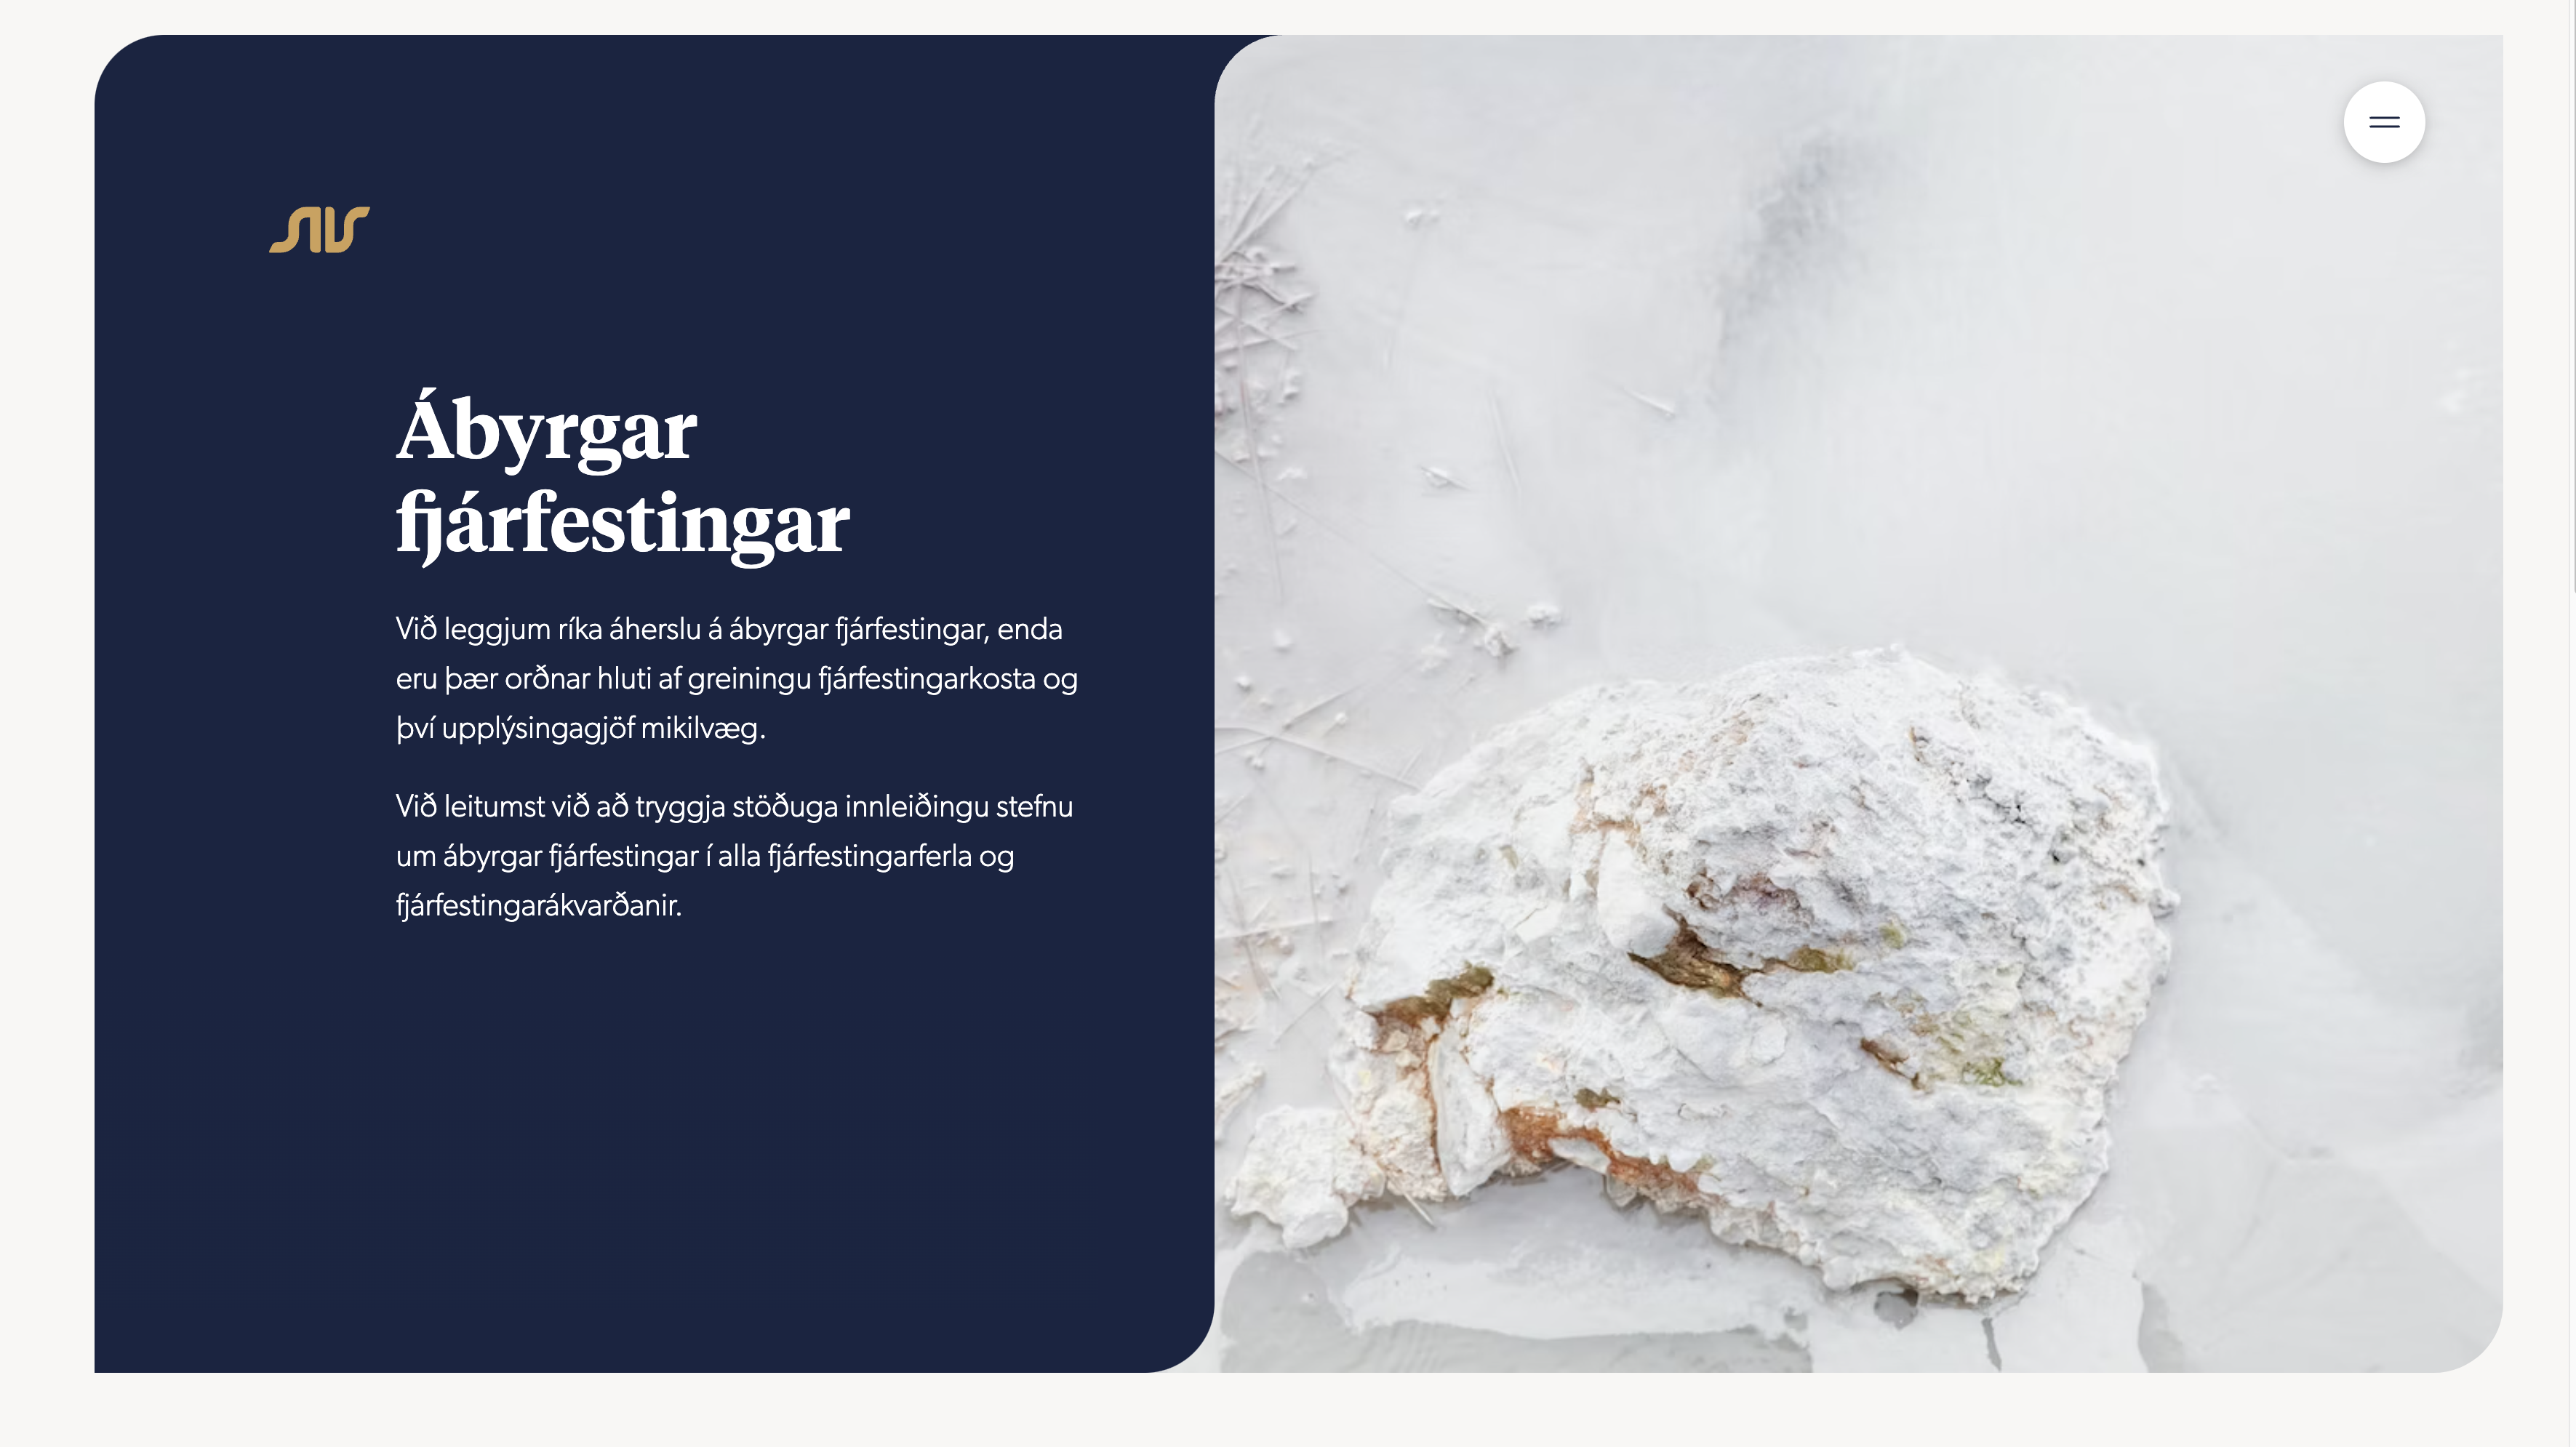 Ábyrgar
fjárfestingar
Við leggjum ríka áherslu á ábyrgar fjárfestingar, enda
eru þær orðnar hluti af greiningu fjárfestingarkosta og
því upplýsingagjöf mikilvæg.
Við leitumst við að tryggja stöðuga innleiðingu stefnu
um ábyrgar fjárfestingar í alla fjárfestingarferla og
fjárfestingarákvarðanir.